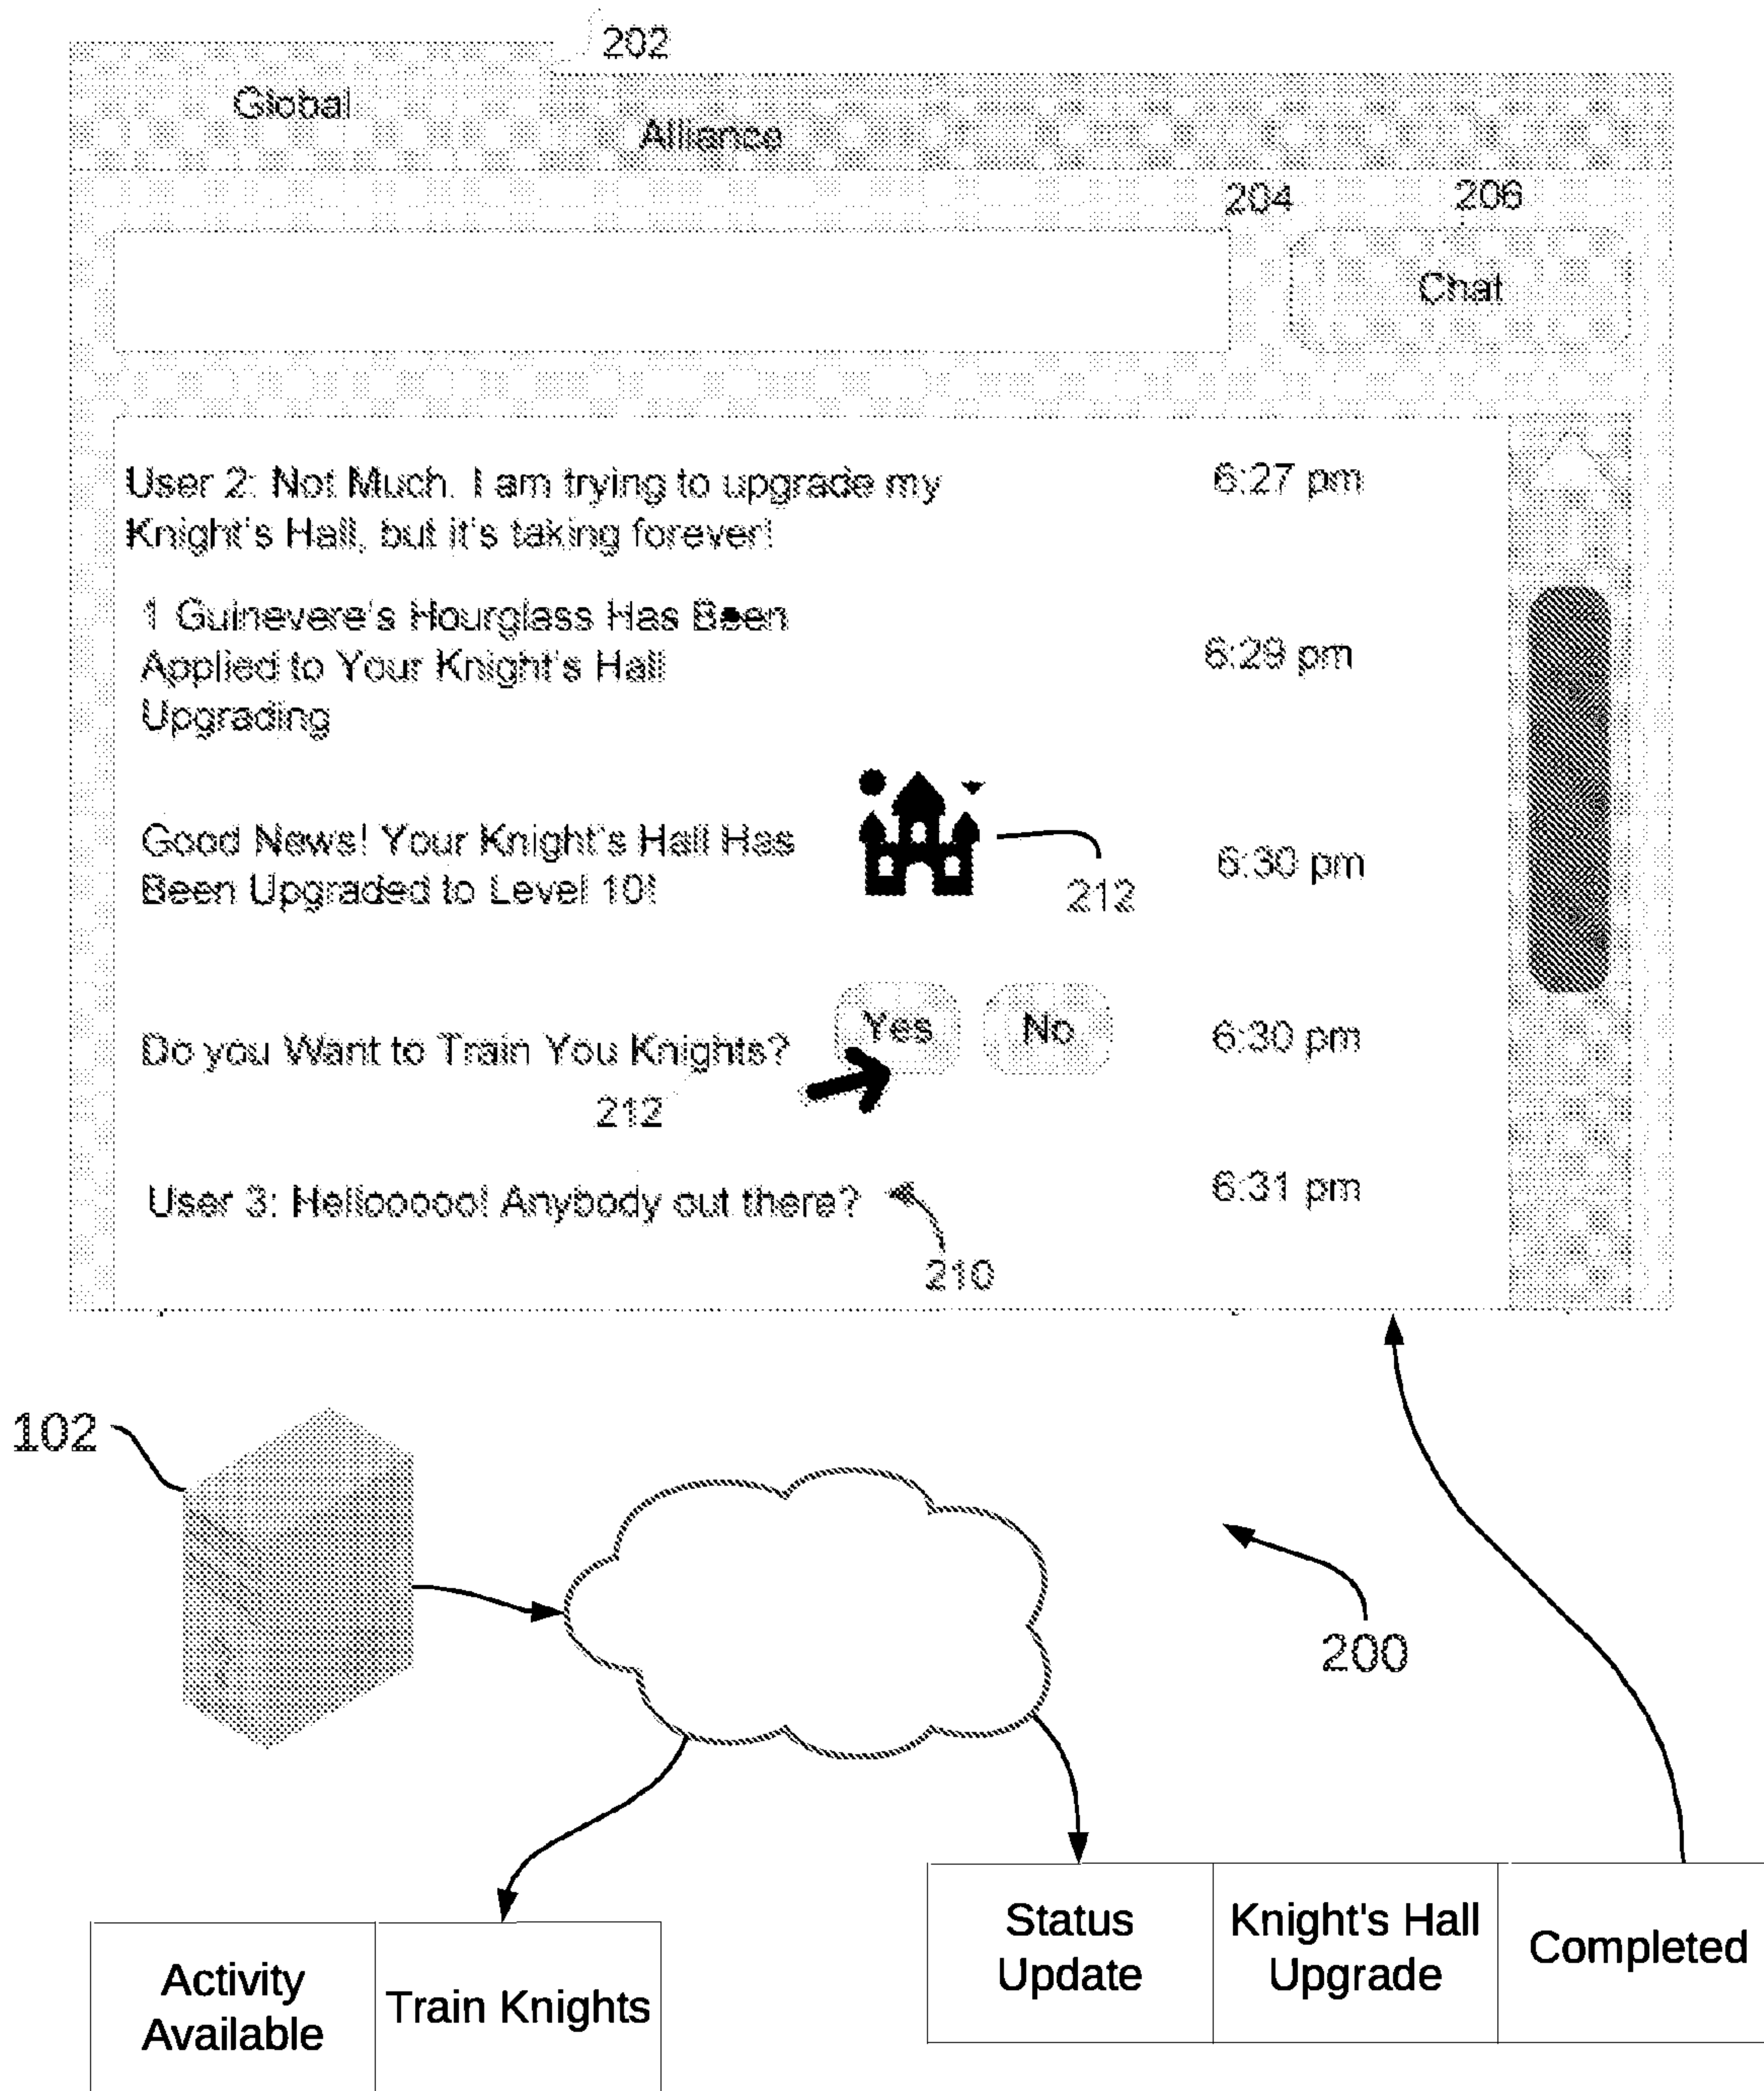 202
Global
Alliance
204
206
Chat
User 2: Not Much. I am trying to upgrade my
Knight's Hall, but it's taking forever!
6:27 pm
1 Guinevere's Hourglass Has Been
Applied to Your Knight's Hall
Upgrading
6:29 pm
Good News! Your Knight's Hall Has
Been Upgraded to Level 10!
212
6:30 pm
Do you Want to Train You Knights?
Yes
No
6:30 pm
212
User 3: Helloooooo! Anybody out there?
6:31 pm
210
102
200
Status
Update
Knight's Hall
Upgrade
Completed
Activity
Available
Train Knights